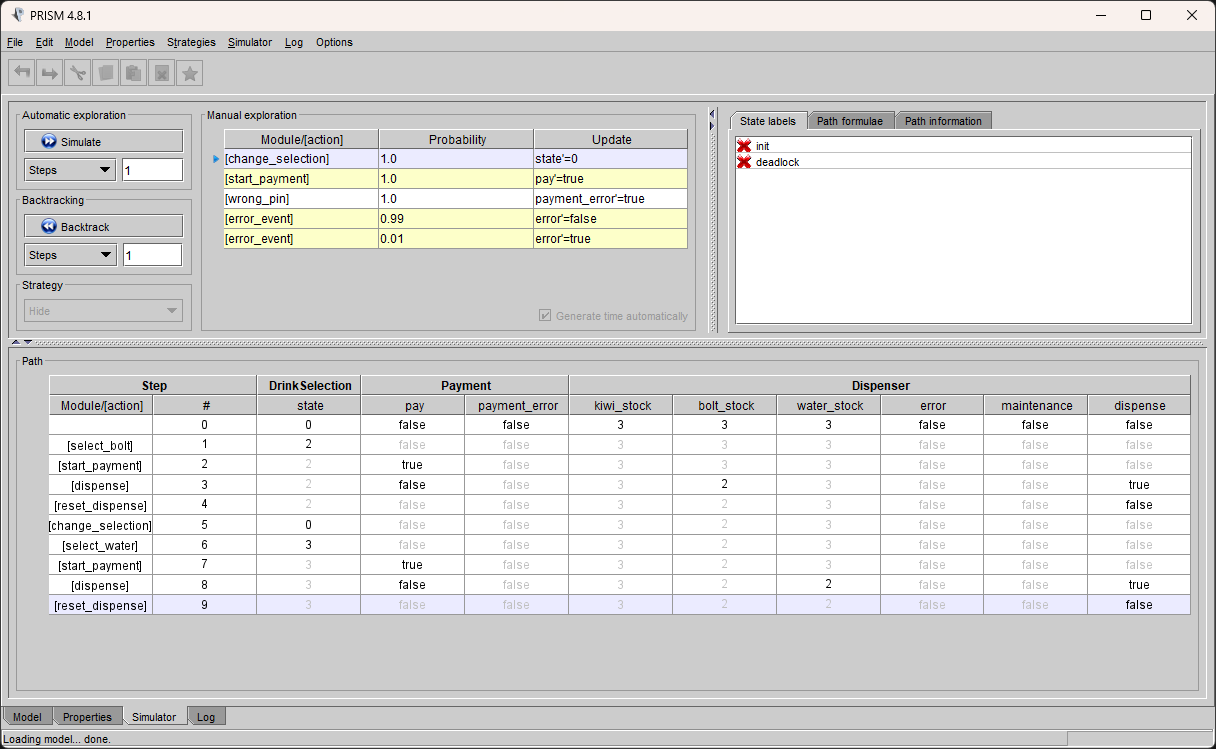 PRISM 4.8.1
File Edit Model Properties Strategies Simulator Log Options
Automatic exploration
Simulate
Steps 1
Backtracking
Backtrack
Steps 1
Strategy
Hide
Manual exploration
Module/[action] Probability Update
[change_selection] 1.0 state'=0
[start_payment] 1.0 pay'=true
[wrong_pin] 1.0 payment_error'=true
[error_event] 0.99 error'=false
[error_event] 0.01 error'=true
Generate time automatically
State labels Path formulae Path information
init
deadlock
Path
Step DrinkSelection Payment Dispenser
Module/[action] # state pay payment_error kiwi_stock bolt_stock water_stock error maintenance dispense
0 0 false false 3 3 3 false false false
[select_bolt] 1 2 false false 3 3 3 false false false
[start_payment] 2 2 true false 3 3 3 false false false
[dispense] 3 2 false false 3 2 3 false false true
[reset_dispense] 4 2 false false 3 2 3 false false false
[change_selection] 5 0 false false 3 2 3 false false false
[select_water] 6 3 false false 3 2 3 false false false
[start_payment] 7 3 true false 3 2 3 false false false
[dispense] 8 3 false false 3 2 2 false false true
[reset_dispense] 9 3 false false 3 2 2 false false false
Model Properties Simulator Log
Loading model... done.